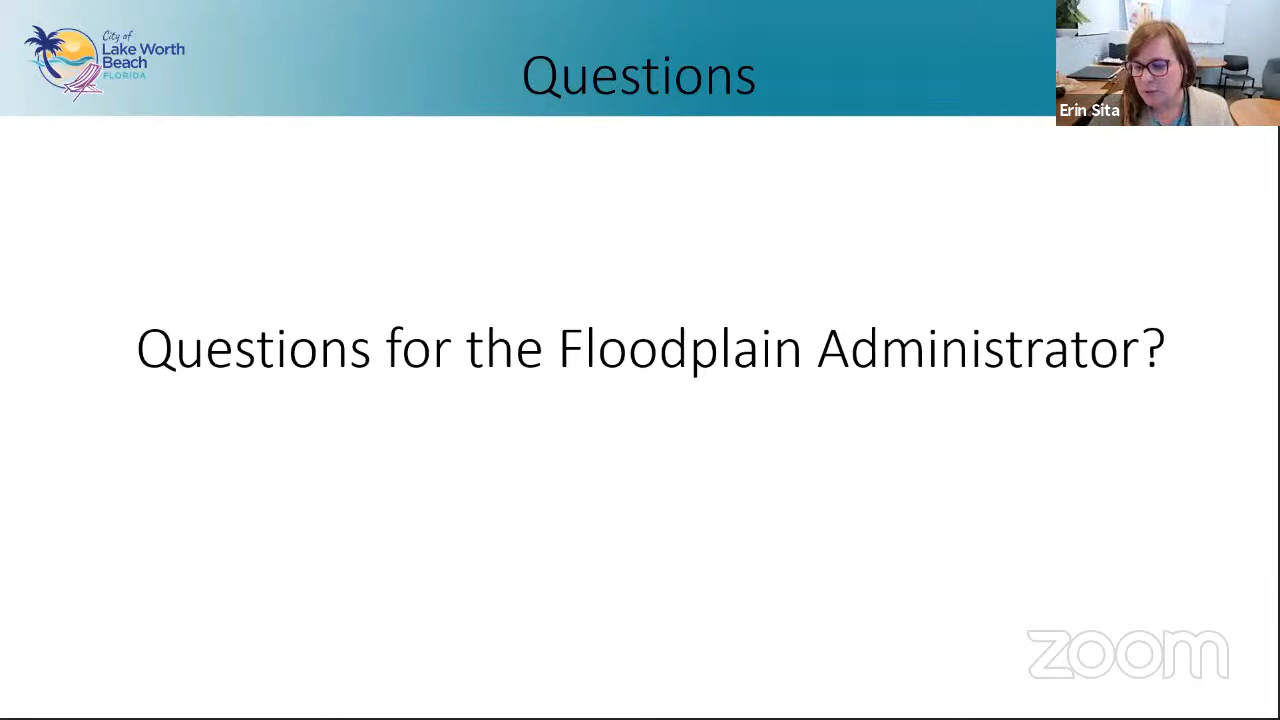 City of
Lake Worth
Beach
FLORIDA
Questions
Erin Sita
Questions for the Floodplain Administrator?
zoom